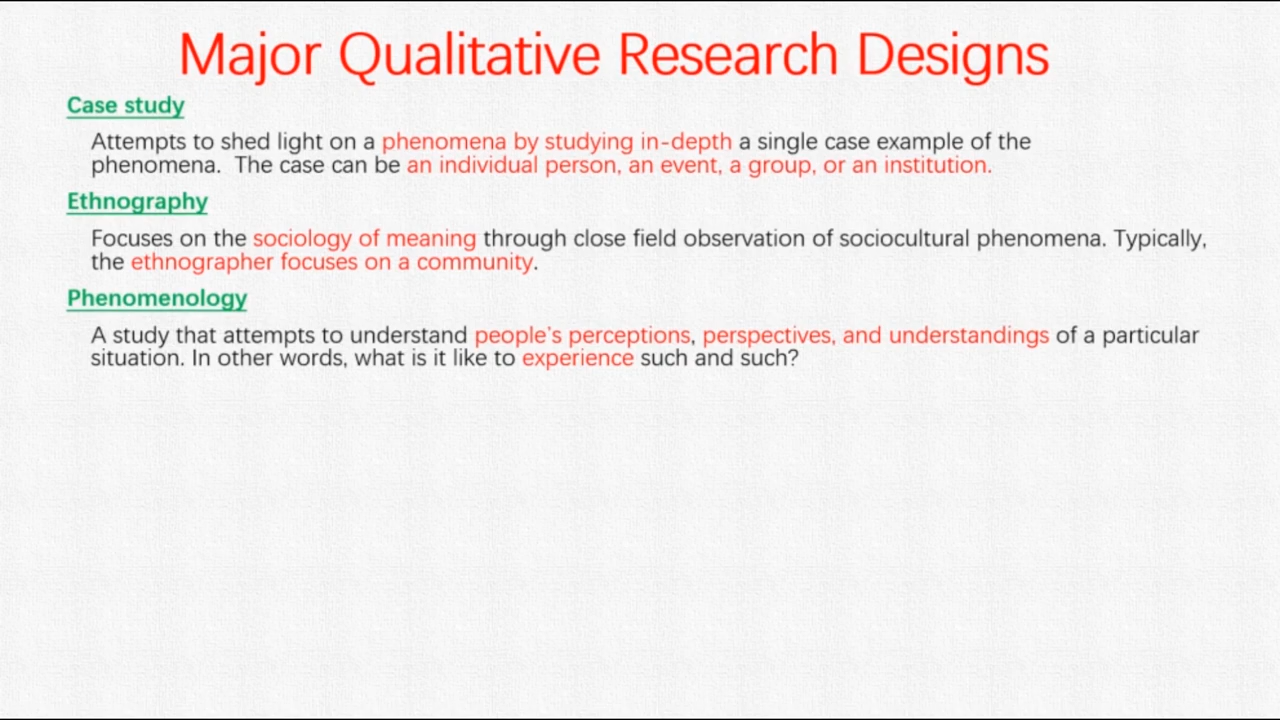 Major Qualitative Research Designs
Case study
Attempts to shed light on a phenomena by studying in-depth a single case example of the
phenomena.  The case can be an individual person, an event, a group, or an institution.
Ethnography
Focuses on the sociology of meaning through close field observation of sociocultural phenomena. Typically,
the ethnographer focuses on a community.
Phenomenology
A study that attempts to understand people's perceptions, perspectives, and understandings of a particular
situation. In other words, what is it like to experience such and such?